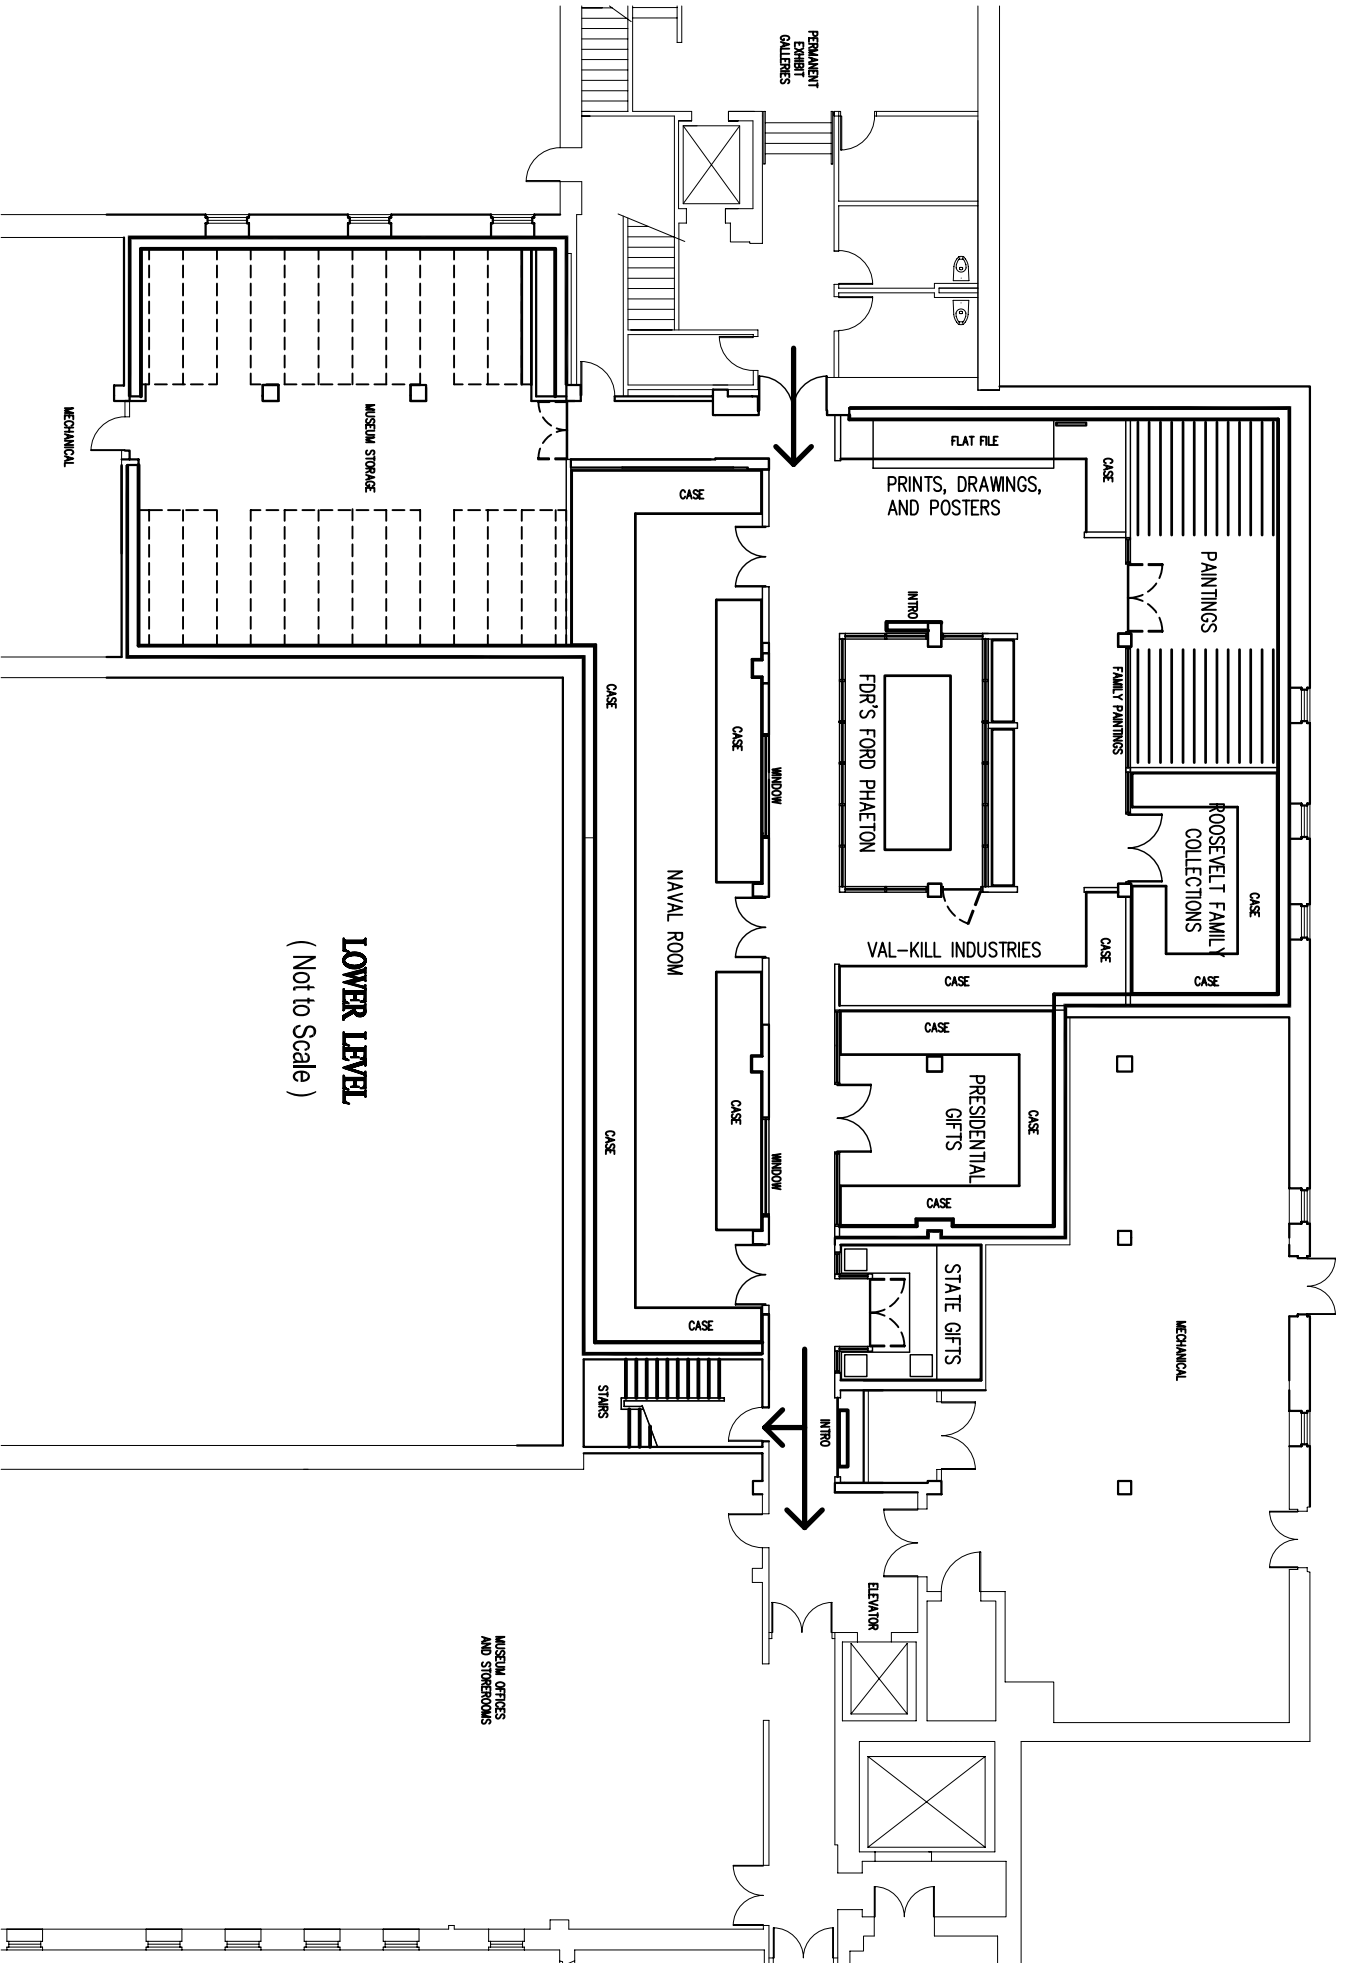 PERMANENT
EXHIBIT
GALLERIES
MECHANICAL
MUSEUM STORAGE
FLAT FILE
CASE
PRINTS, DRAWINGS,
AND POSTERS
CASE
PAINTINGS
INTRO
FAMILY PAINTINGS
CASE
CASE
WINDOW
FDR'S FORD PHAETON
ROOSEVELT FAMILY
COLLECTIONS
CASE
NAVAL ROOM
VAL-KILL INDUSTRIES
CASE
CASE
CASE
LOWER LEVEL
( Not to Scale )
CASE
CASE
CASE
WINDOW
PRESIDENTIAL
GIFTS
CASE
CASE
STATE GIFTS
CASE
MECHANICAL
STAIRS
INTRO
ELEVATOR
MUSEUM OFFICES
AND STOREROOMS